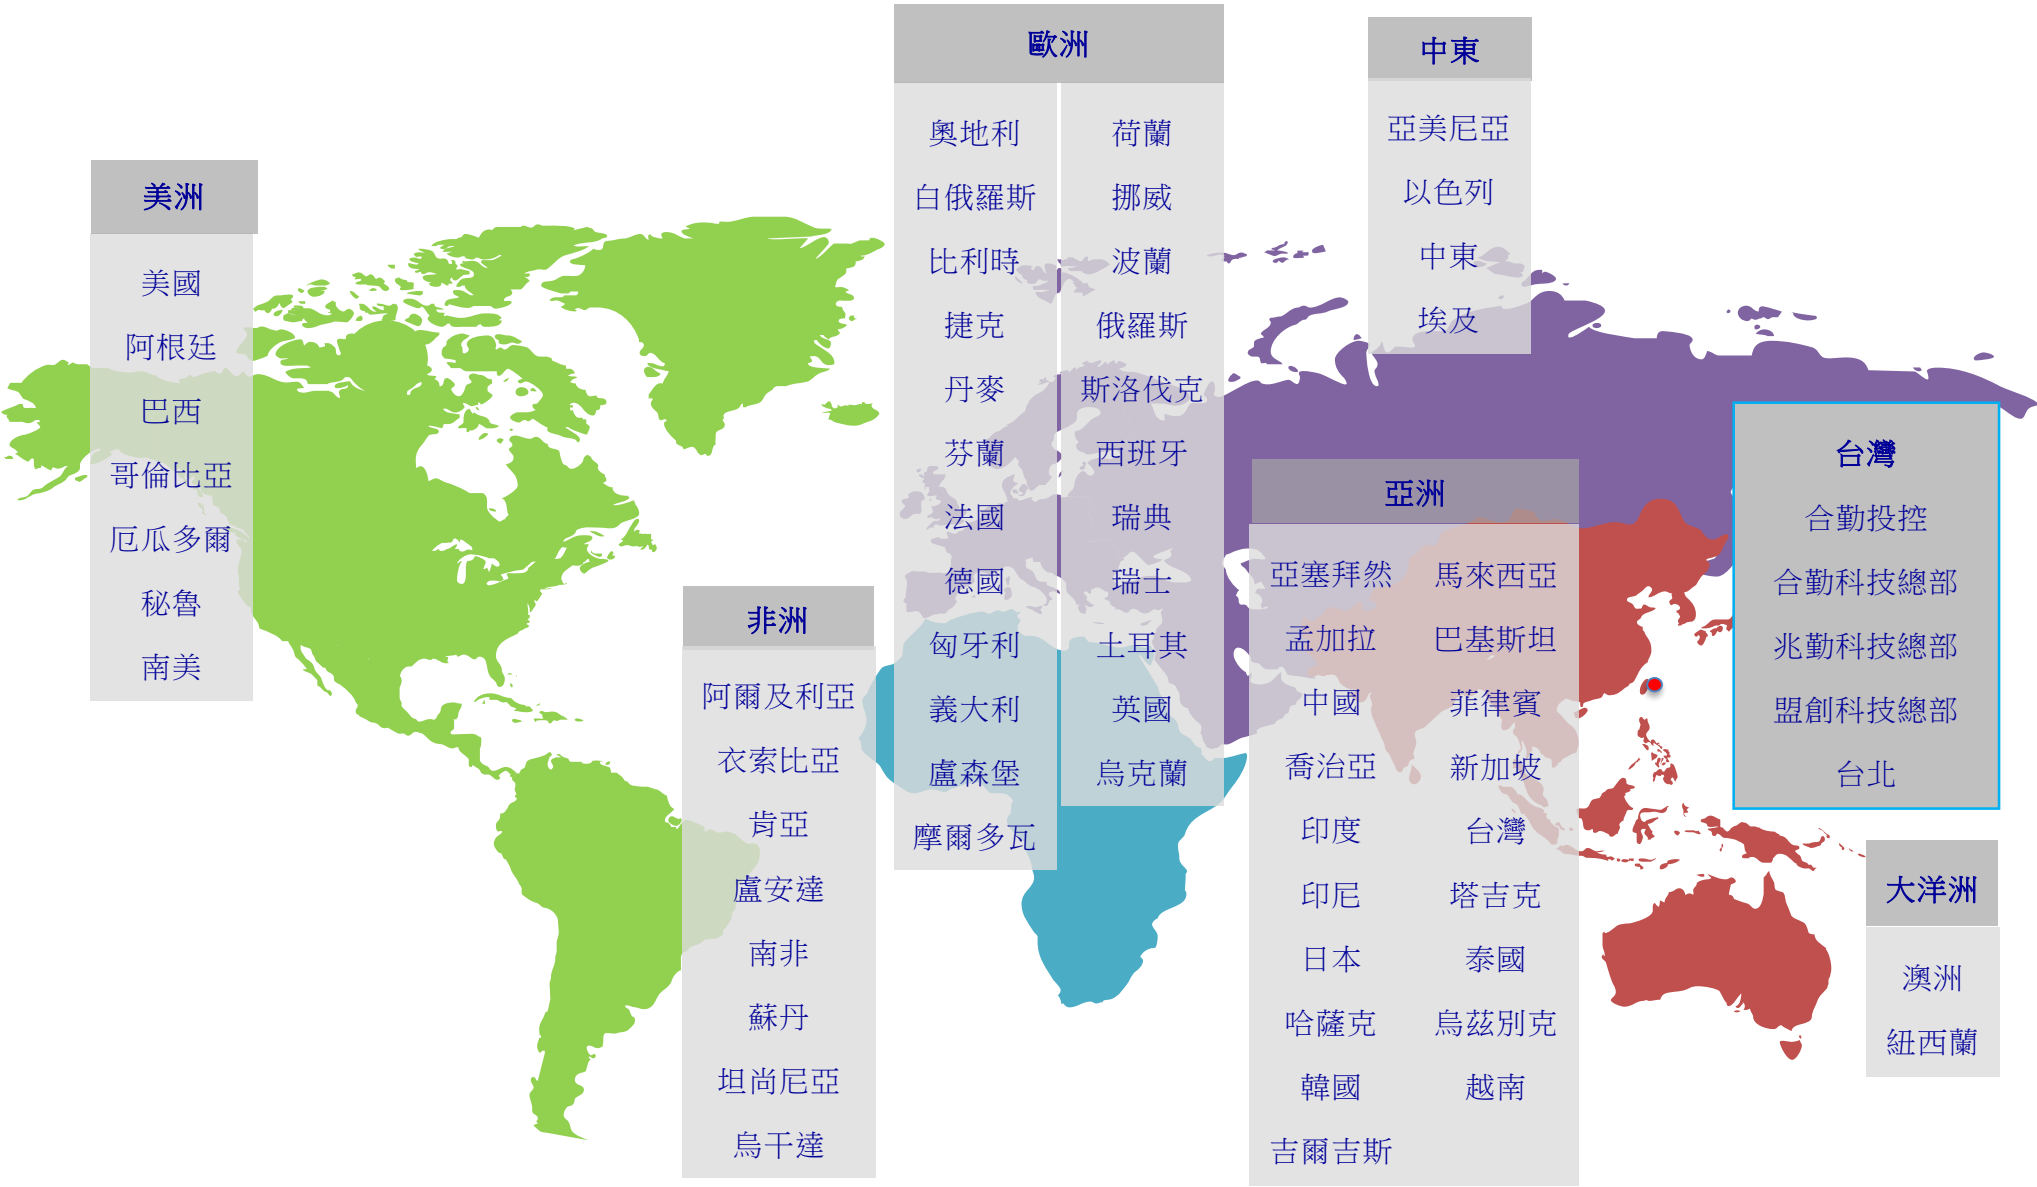 美洲
美國
阿根廷
巴西
哥倫比亞
厄瓜多爾
秘魯
南美
非洲
阿爾及利亞
衣索比亞
肯亞
盧安達
南非
蘇丹
坦尚尼亞
烏干達
歐洲
奧地利
白俄羅斯
比利時
捷克
丹麥
芬蘭
法國
德國
匈牙利
義大利
盧森堡
摩爾多瓦
荷蘭
挪威
波蘭
俄羅斯
斯洛伐克
西班牙
瑞典
瑞士
土耳其
英國
烏克蘭
中東
亞美尼亞
以色列
中東
埃及
亞洲
亞塞拜然
孟加拉
中國
喬治亞
印度
印尼
日本
哈薩克
韓國
吉爾吉斯
馬來西亞
巴基斯坦
菲律賓
新加坡
台灣
塔吉克
泰國
烏茲別克
越南
台灣
合勤投控
合勤科技總部
兆勤科技總部
盟創科技總部
台北
大洋洲
澳洲
紐西蘭